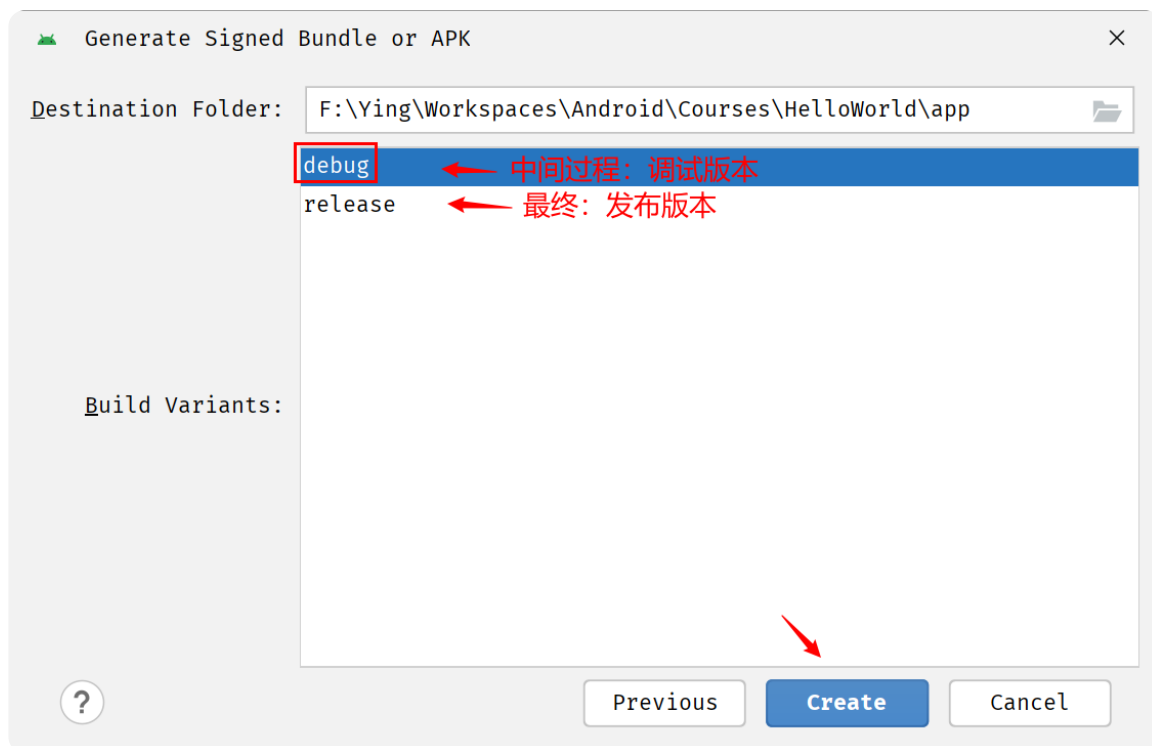 Generate Signed Bundle or APK
Destination Folder: F:\Ying\Workspaces\Android\Courses\HelloWorld\app
debug 中间过程：调试版本
release 最终：发布版本
Build Variants:
? Previous Create Cancel